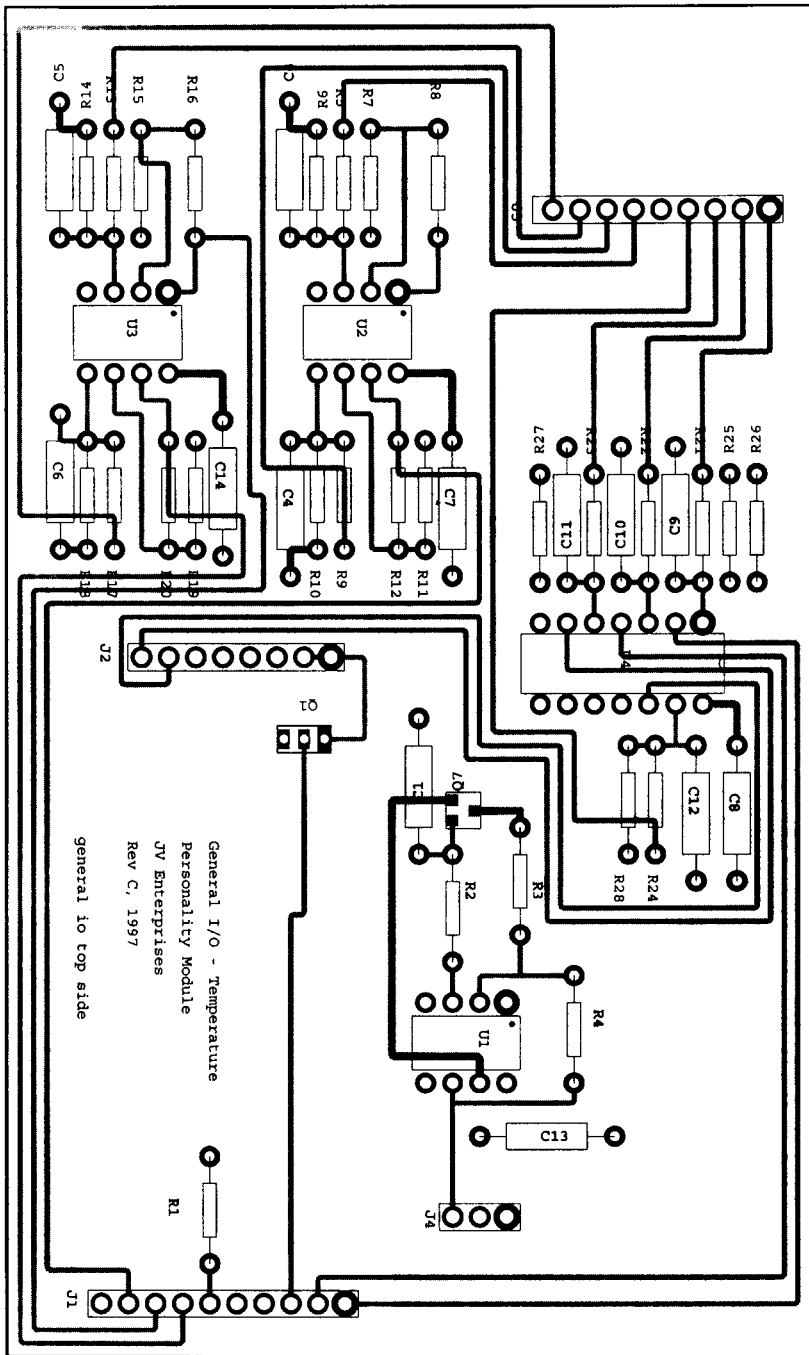 C5
R14
R15
R16
R6
R7
R8
U3
U2
C6
C14
R18
R20
R19
C4
C7
R10
R9
R12
R11
R27
R25
R26
C11
C10
C9
C12
C8
R28
R24
J2
Q1
Q7
R2
R3
R4
U1
C13
J4
R1
J1
General I/O - Temperature
Personality Module
JV Enterprises
Rev C, 1997
general io top side